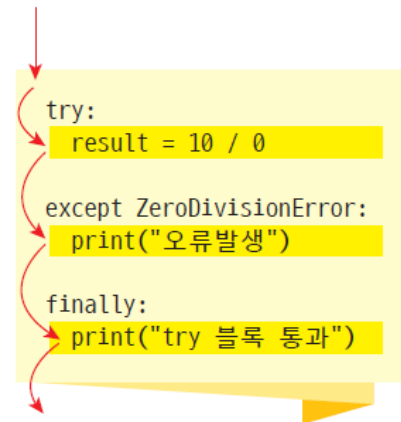 try:
result = 10 / 0
except ZeroDivisionError:
print("오류발생")
finally:
print("try 블록 통과")